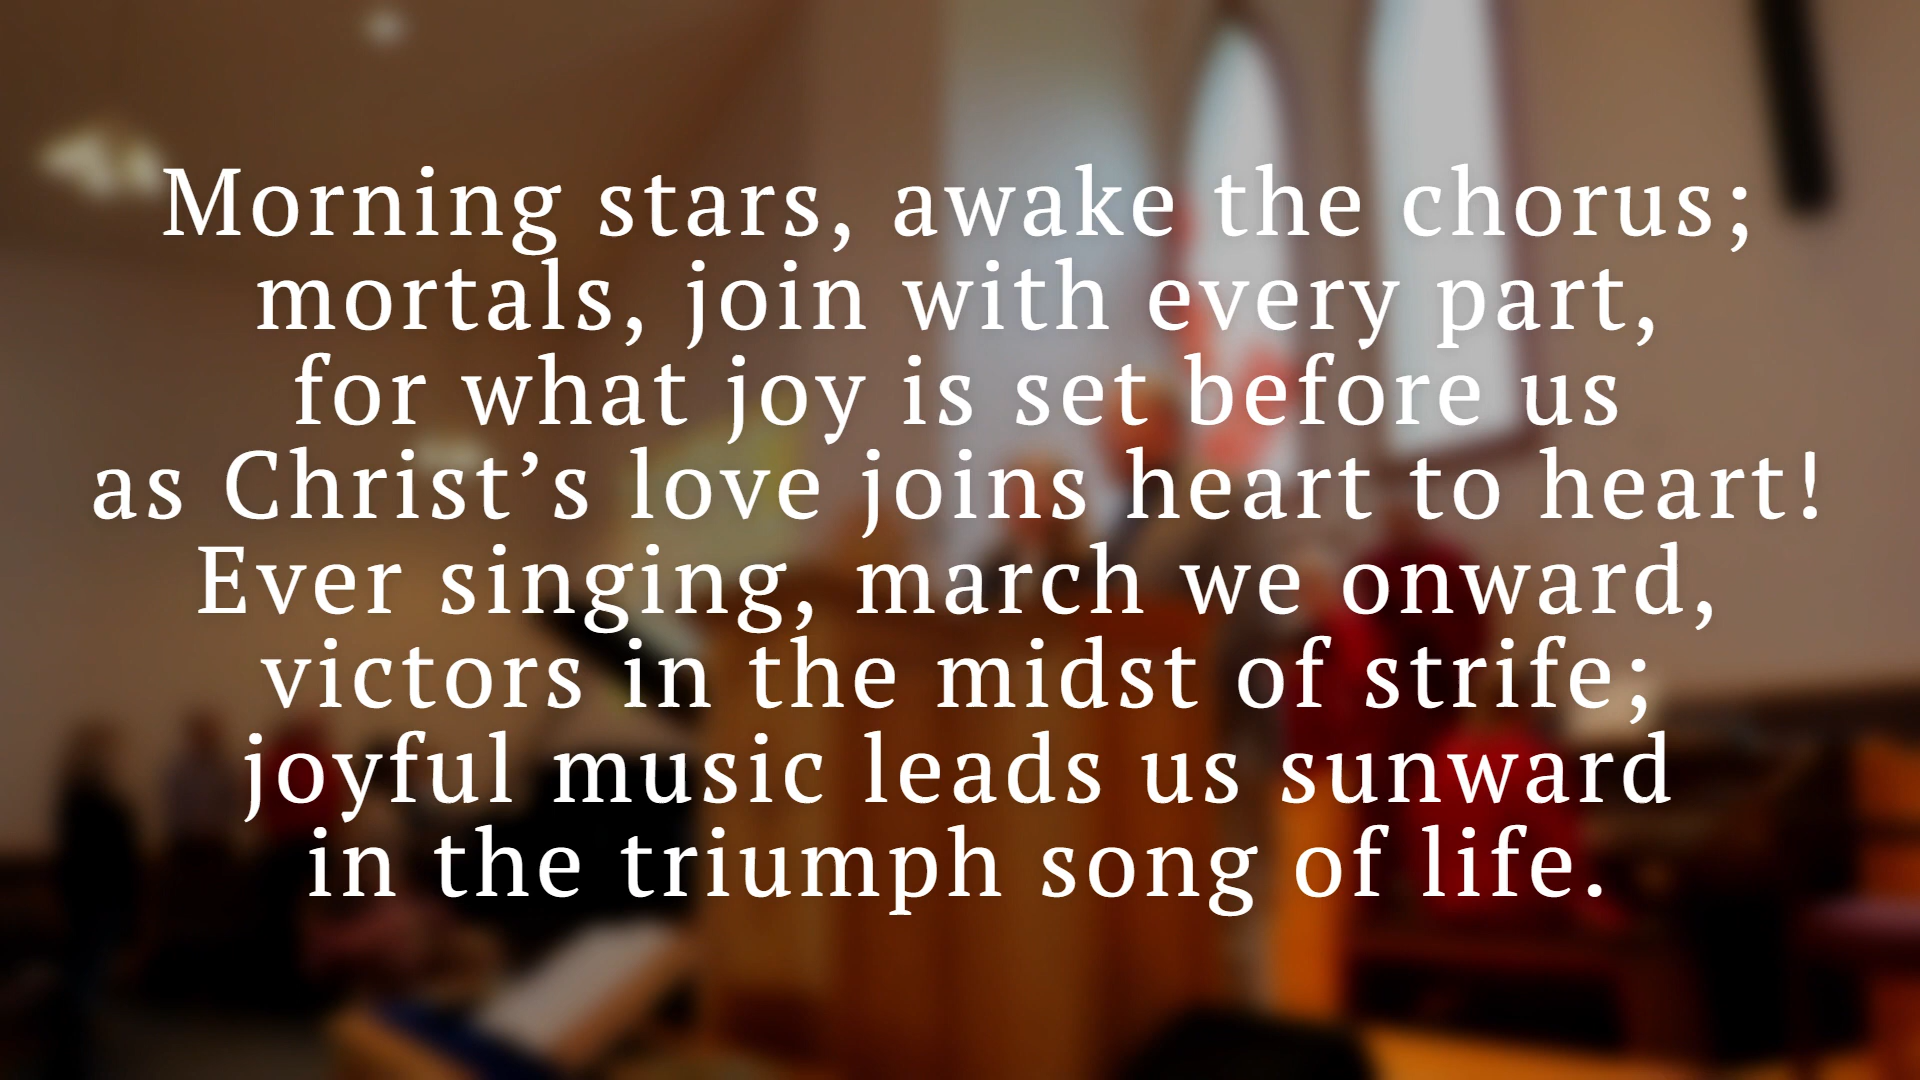 Morning stars, awake the chorus;
mortals, join with every part,
for what joy is set before us
as Christ’s love joins heart to heart!
Ever singing, march we onward,
victors in the midst of strife;
joyful music leads us sunward
in the triumph song of life.